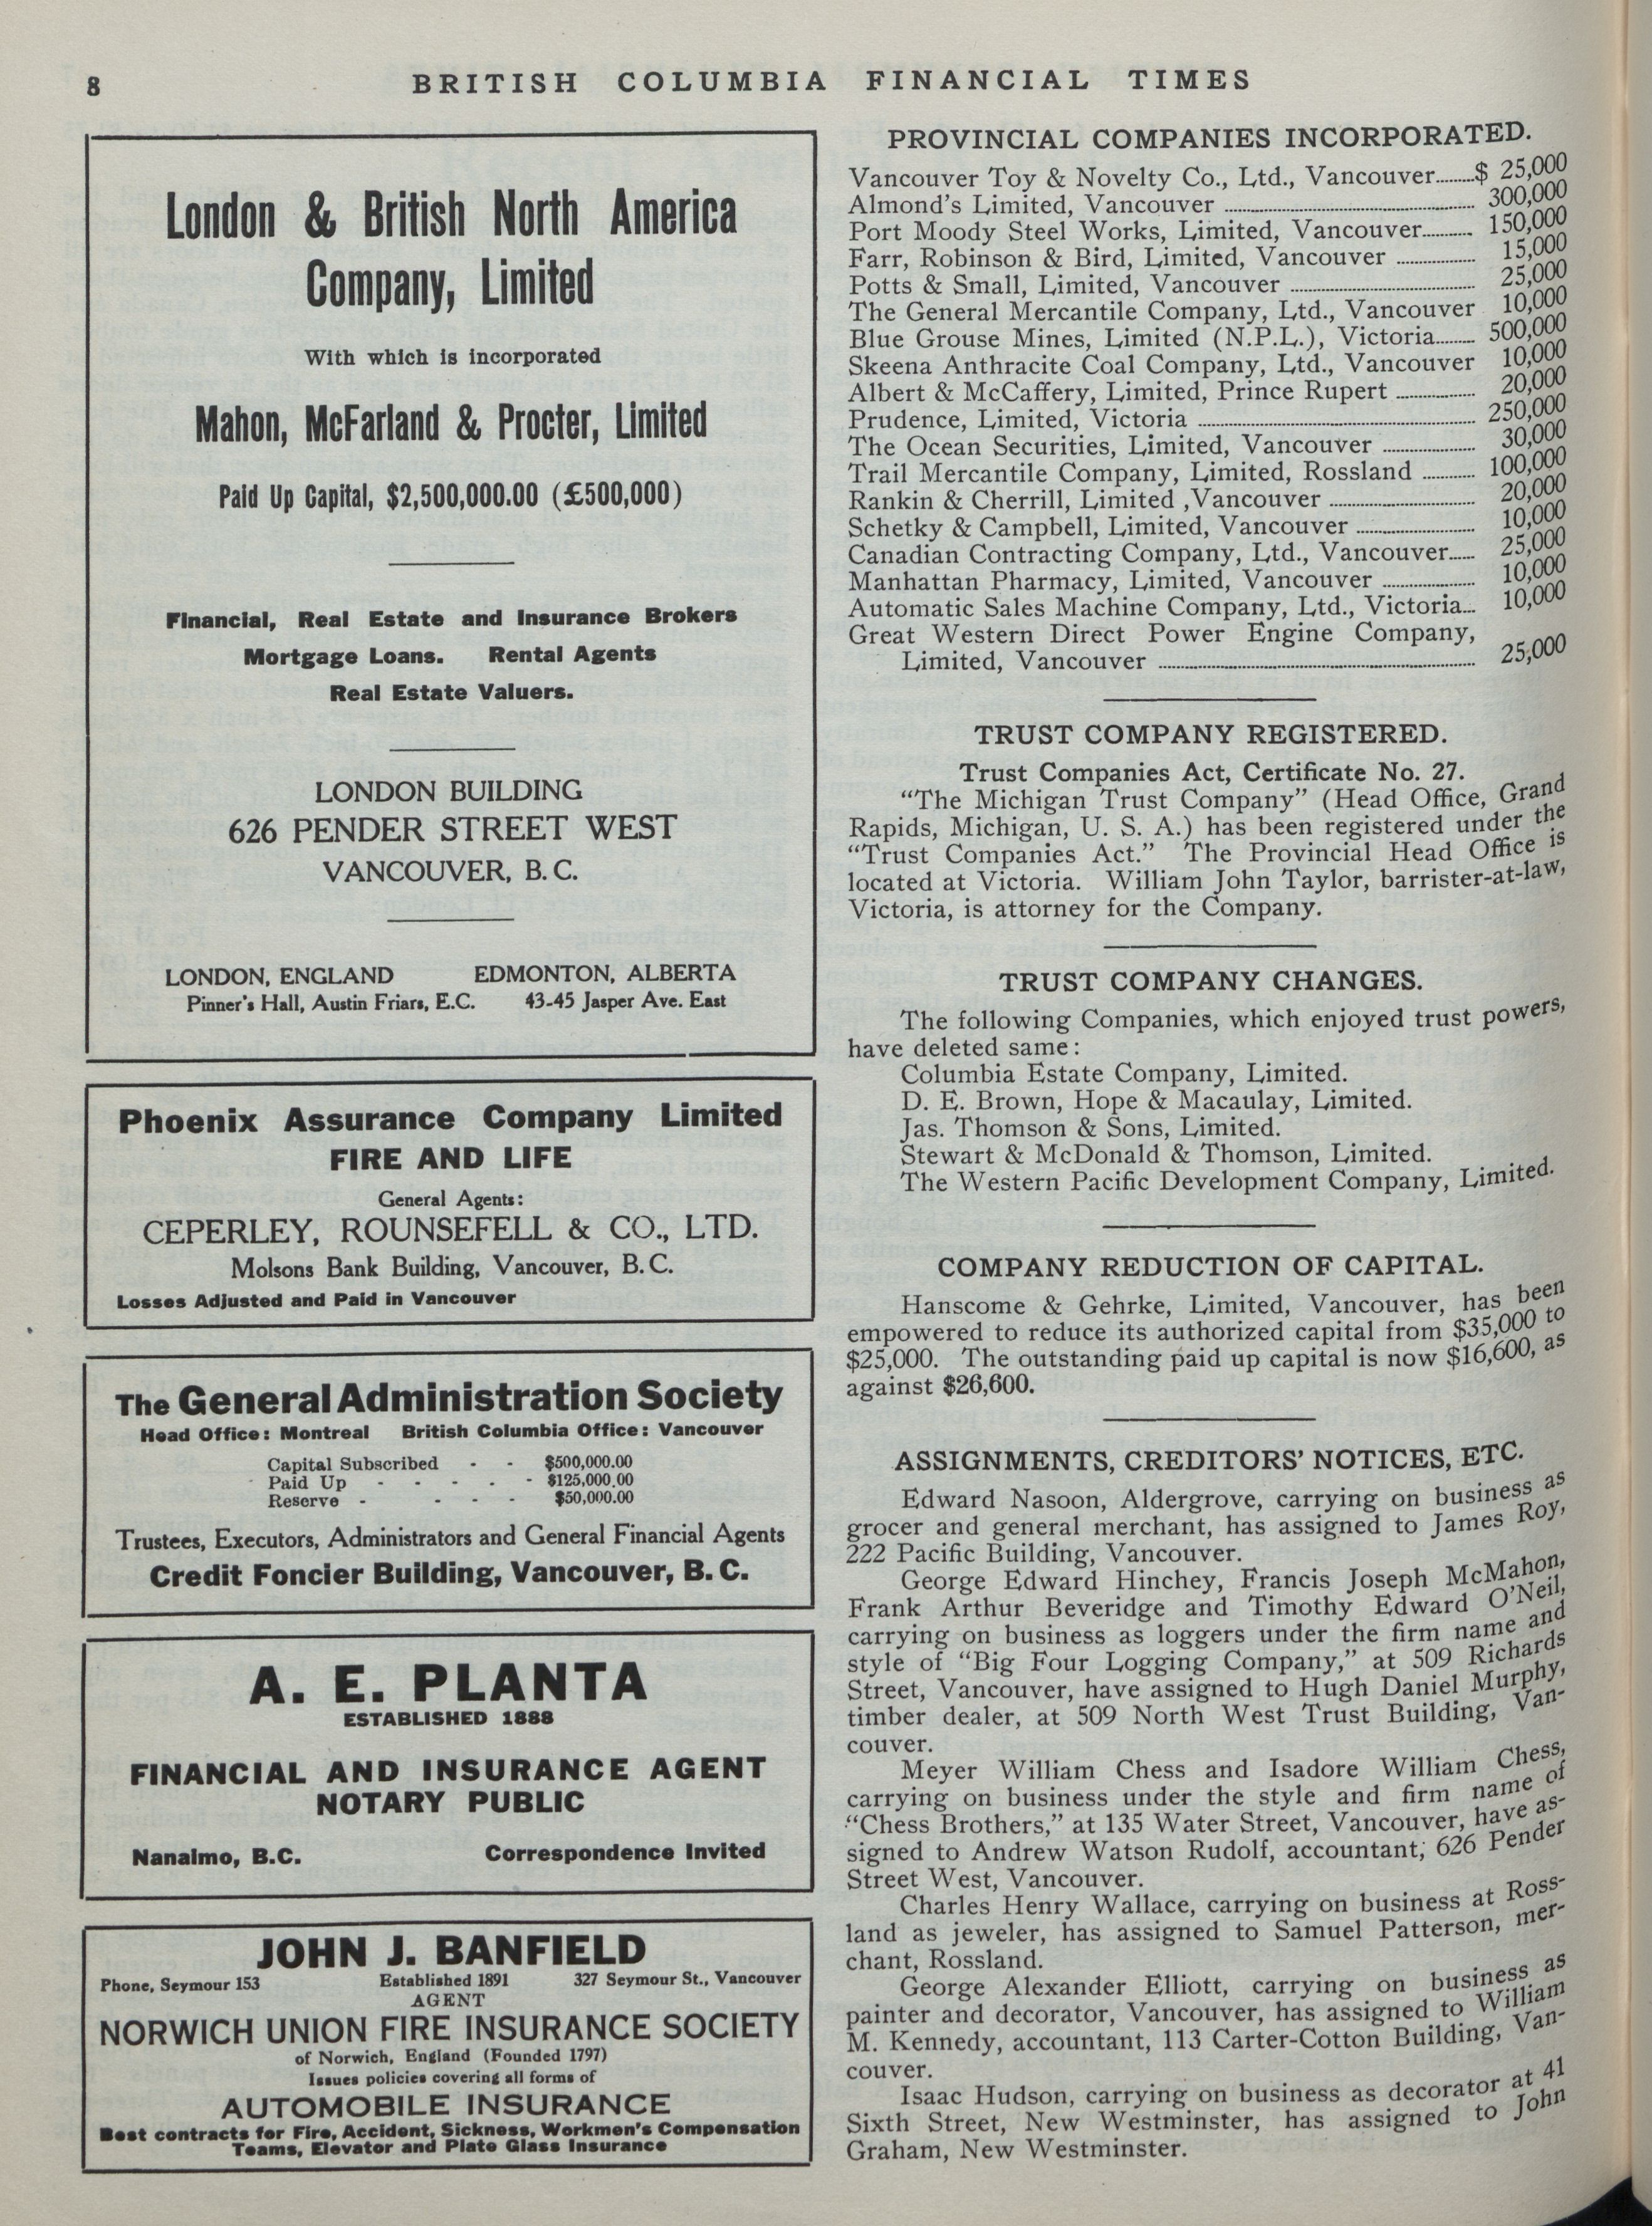 8
BRITISH COLUMBIA FINANCIAL TIMES
London & British North America
Company, Limited
With which is incorporated
Mahon, McFarland & Procter, Limited
Paid Up Capital, $2,500,000.00 (£500,000)
Financial, Real Estate and Insurance Brokers
Mortgage Loans. Rental Agents
Real Estate Valuers.
LONDON BUILDING
626 PENDER STREET WEST
VANCOUVER, B.C.
LONDON, ENGLAND EDMONTON, ALBERTA
Pinner's Hall, Austin Friars, E.C. 43-45 Jasper Ave. East
Phoenix Assurance Company Limited
FIRE AND LIFE
General Agents:
CEPERLEY, ROUNSEFELL & CO., LTD.
Molsons Bank Building, Vancouver, B.C.
Losses Adjusted and Paid in Vancouver
The General Administration Society
Head Office: Montreal British Columbia Office: Vancouver
Capital Subscribed - - $500,000.00
Paid Up - - - - - $125,000.00
Reserve - - - - $50,000.00
Trustees, Executors, Administrators and General Financial Agents
Credit Foncier Building, Vancouver, B.C.
A. E. PLANTA
ESTABLISHED 1888
FINANCIAL AND INSURANCE AGENT
NOTARY PUBLIC
Nanaimo, B.C. Correspondence Invited
JOHN J. BANFIELD
Phone, Seymour 153 Established 1891 327 Seymour St., Vancouver
AGENT
NORWICH UNION FIRE INSURANCE SOCIETY
of Norwich, England (Founded 1797)
Issues policies covering all forms of
AUTOMOBILE INSURANCE
Best contracts for Fire, Accident, Sickness, Workmen's Compensation
Teams, Elevator and Plate Glass Insurance
PROVINCIAL COMPANIES INCORPORATED.
Vancouver Toy & Novelty Co., Ltd., Vancouver........$ 25,000
Almond's Limited, Vancouver ........ 300,000
Port Moody Steel Works, Limited, Vancouver........ 150,000
Farr, Robinson & Bird, Limited, Vancouver ........ 15,000
Potts & Small, Limited, Vancouver ........ 25,000
The General Mercantile Company, Ltd., Vancouver 10,000
Blue Grouse Mines, Limited (N.P.L.), Victoria........ 500,000
Skeena Anthracite Coal Company, Ltd., Vancouver 10,000
Albert & McCaffery, Limited, Prince Rupert ........ 20,000
Prudence, Limited, Victoria ........ 250,000
The Ocean Securities, Limited, Vancouver ........ 30,000
Trail Mercantile Company, Limited, Rossland ........ 100,000
Rankin & Cherrill, Limited ,Vancouver ........ 20,000
Schetky & Campbell, Limited, Vancouver ........ 10,000
Canadian Contracting Company, Ltd., Vancouver..... 25,000
Manhattan Pharmacy, Limited, Vancouver ........ 10,000
Automatic Sales Machine Company, Ltd., Victoria... 10,000
Great Western Direct Power Engine Company,
Limited, Vancouver ........ 25,000
TRUST COMPANY REGISTERED.
Trust Companies Act, Certificate No. 27.
"The Michigan Trust Company" (Head Office, Grand
Rapids, Michigan, U. S. A.) has been registered under the
"Trust Companies Act." The Provincial Head Office is
located at Victoria. William John Taylor, barrister-at-law,
Victoria, is attorney for the Company.
TRUST COMPANY CHANGES.
The following Companies, which enjoyed trust powers,
have deleted same:
Columbia Estate Company, Limited.
D. E. Brown, Hope & Macaulay, Limited.
Jas. Thomson & Sons, Limited.
Stewart & McDonald & Thomson, Limited.
The Western Pacific Development Company, Limited.
COMPANY REDUCTION OF CAPITAL.
Hanscome & Gehrke, Limited, Vancouver, has been
empowered to reduce its authorized capital from $35,000 to
$25,000. The outstanding paid up capital is now $16,600, as
against $26,600.
ASSIGNMENTS, CREDITORS' NOTICES, ETC.
Edward Nasoon, Aldergrove, carrying on business as
grocer and general merchant, has assigned to James Roy,
222 Pacific Building, Vancouver.
George Edward Hinchey, Francis Joseph McMahon,
Frank Arthur Beveridge and Timothy Edward O'Neil,
carrying on business as loggers under the firm name and
style of "Big Four Logging Company," at 509 Richards
Street, Vancouver, have assigned to Hugh Daniel Murphy,
timber dealer, at 509 North West Trust Building, Van-
couver.
Meyer William Chess and Isadore William Chess,
carrying on business under the style and firm name of
"Chess Brothers," at 135 Water Street, Vancouver, have as-
signed to Andrew Watson Rudolf, accountant; 626 Pender
Street West, Vancouver.
Charles Henry Wallace, carrying on business at Ross-
land as jeweler, has assigned to Samuel Patterson, mer-
chant, Rossland.
George Alexander Elliott, carrying on business as
painter and decorator, Vancouver, has assigned to William
M. Kennedy, accountant, 113 Carter-Cotton Building, Van-
couver.
Isaac Hudson, carrying on business as decorator at 41
Sixth Street, New Westminster, has assigned to John
Graham, New Westminster.